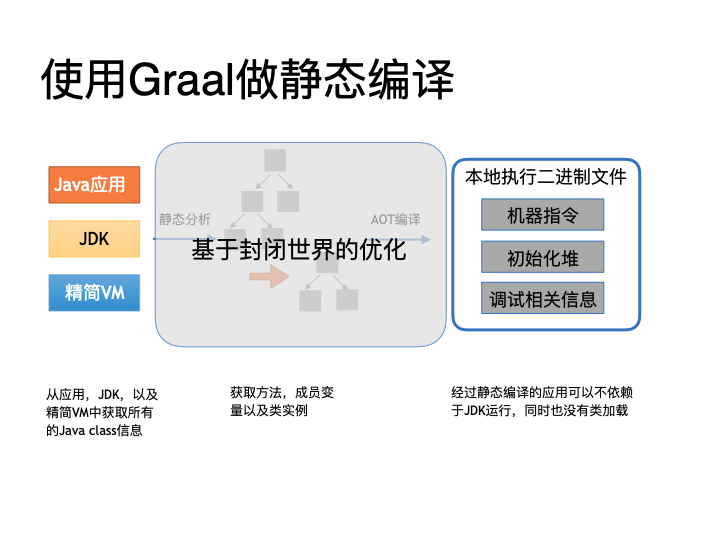 使用Graal做静态编译
Java应用
JDK
精简VM
静态分析
AOT编译
基于封闭世界的优化
本地执行二进制文件
机器指令
初始化堆
调试相关信息
从应用，JDK，以及
精简VM中获取所有
的Java class信息
获取方法，成员变
量以及类实例
经过静态编译的应用可以不依赖
于JDK运行，同时也没有类加载